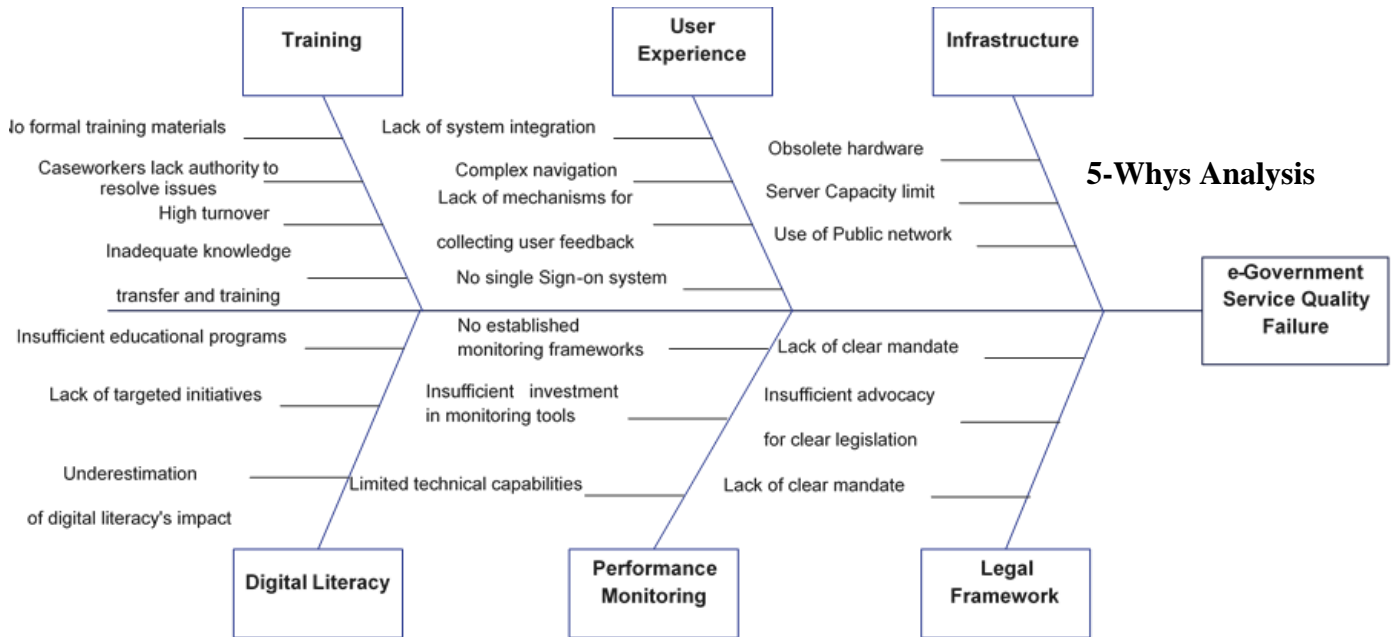 Training
User
Experience
Infrastructure
No formal training materials
Caseworkers lack authority to
resolve issues
High turnover
Inadequate knowledge
transfer and training
Lack of system integration
Complex navigation
Lack of mechanisms for
collecting user feedback
No single Sign-on system
Obsolete hardware
Server Capacity limit
Use of Public network
5-Whys Analysis
e-Government
Service Quality
Failure
Insufficient educational programs
Lack of targeted initiatives
Underestimation
of digital literacy's impact
No established
monitoring frameworks
Insufficient investment
in monitoring tools
Limited technical capabilities
Lack of clear mandate
Insufficient advocacy
for clear legislation
Lack of clear mandate
Digital Literacy
Performance
Monitoring
Legal
Framework